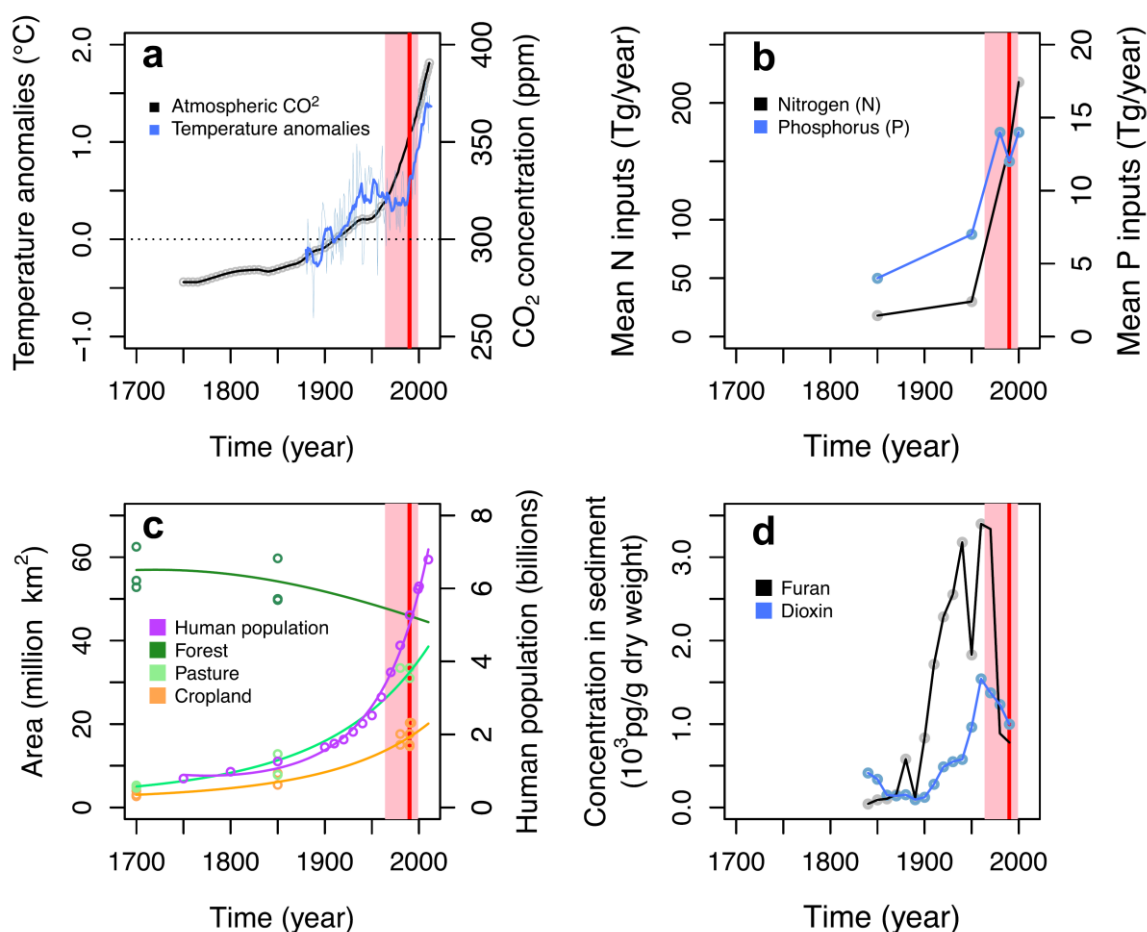 a
Temperature anomalies (°C)
2.0
1.0
0.0
−1.0
Atmospheric CO²
Temperature anomalies
CO₂ concentration (ppm)
400
350
300
250
1700
1900
2000
Time (year)
b
Mean N inputs (Tg/year)
200
100
50
0
Nitrogen (N)
Phosphorus (P)
Mean P inputs (Tg/year)
20
15
10
5
0
1700
1900
2000
Time (year)
c
Area (million km²)
60
40
20
0
Human population
Forest
Pasture
Cropland
Human population (billions)
8
6
4
2
0
1700
1900
2000
Time (year)
d
Concentration in sediment
(10³pg/g dry weight)
3.0
2.0
1.0
0.0
Furan
Dioxin
1700
1900
2000
Time (year)